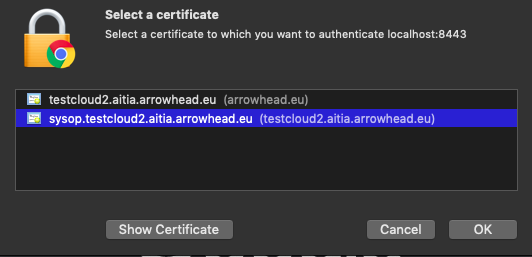 Select a certificate
Select a certificate to which you want to authenticate localhost:8443
testcloud2.aitia.arrowhead.eu (arrowhead.eu)
sysop.testcloud2.aitia.arrowhead.eu (testcloud2.aitia.arrowhead.eu)
Show Certificate Cancel OK